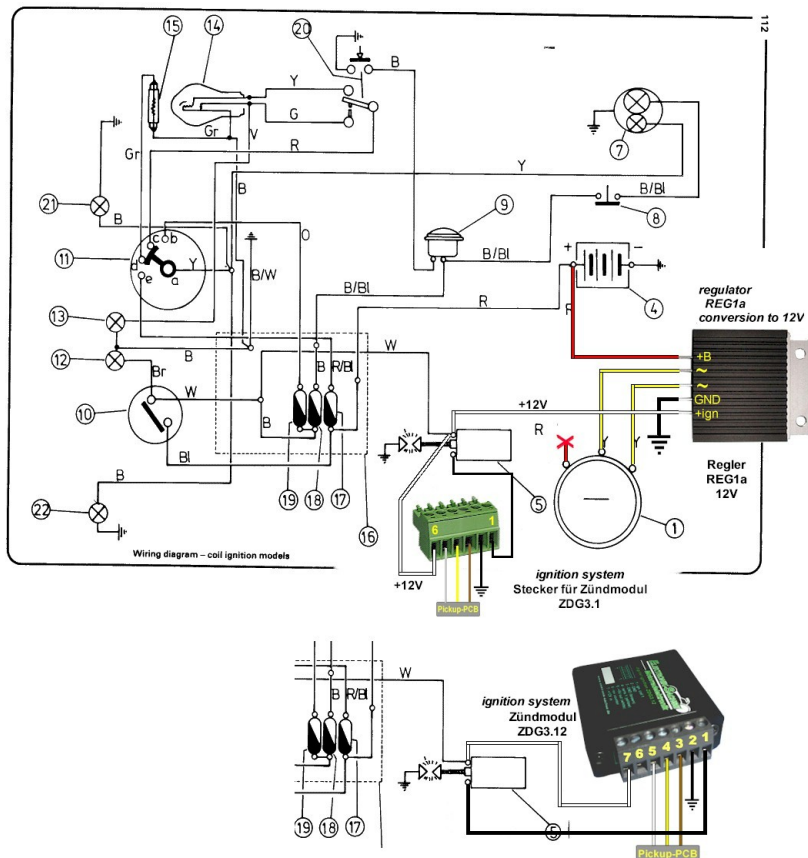 112
15
14
20
Y
B
G
Gr
V
R
Gr
7
Y
21
B
B
B/Bl
8
9
c
b
11
d
Y
a
e
O
B/W
B/Bl
B/Bl
R
+
−
4
R
regulator
REG1a
conversion to 12V
13
B
12
Br
W
W
B
R/Bl
+B
~
~
GND
+ign
10
B
Bl
+12V
R
Y
Y
Regler
REG1a
12V
B
22
19
18
17
16
5
6
1
1
Wiring diagram – coil ignition models
+12V
Pickup-PCB
ignition system
Stecker für Zündmodul
ZDG3.1
B
R/Bl
W
ignition system
Zündmodul
ZDG3.12
7 6 5 4 3 2 1
19
18
17
5
Pickup-PCB